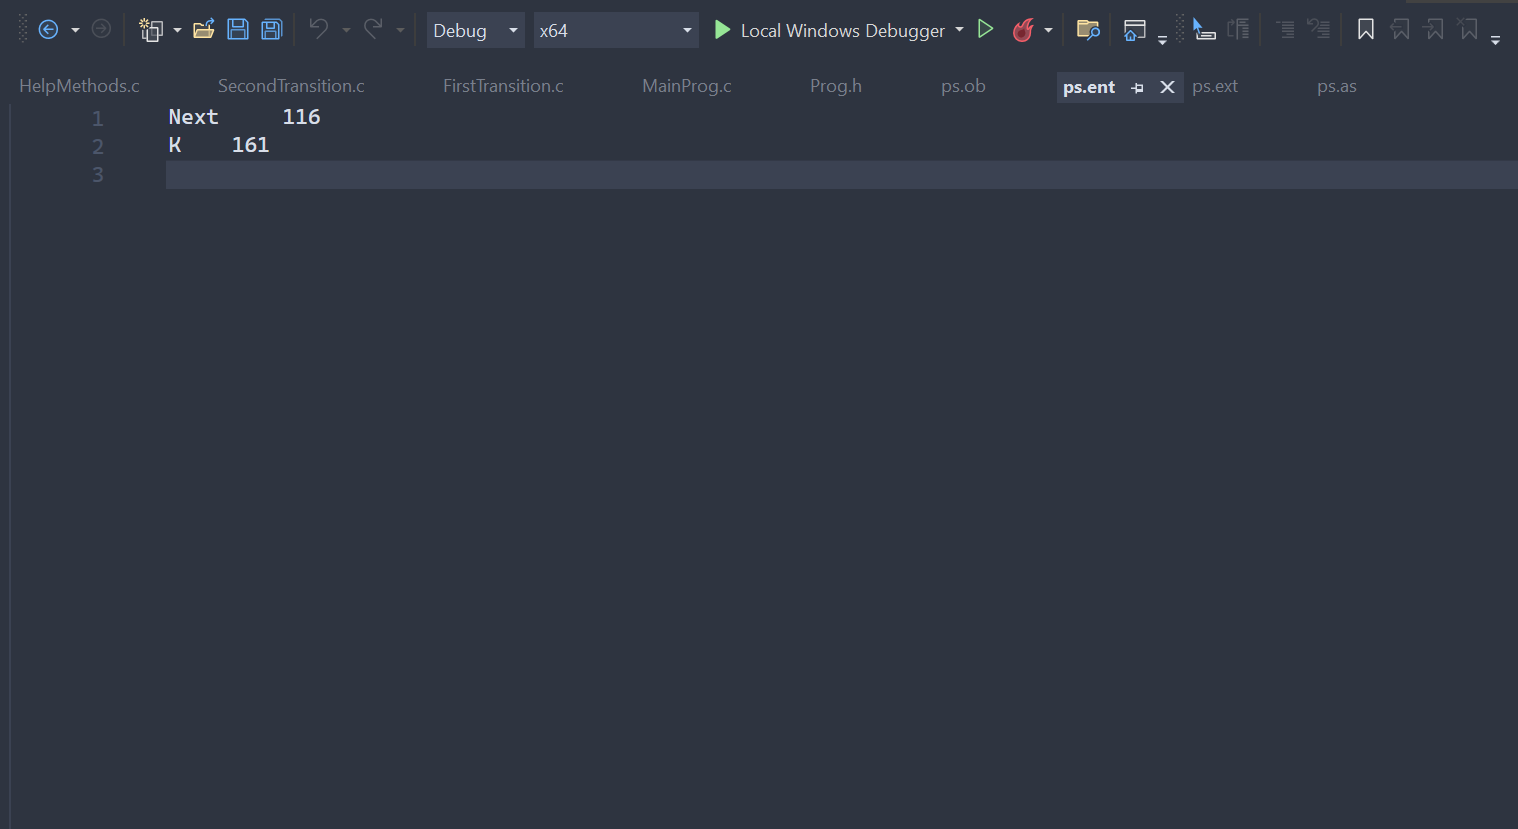 Debug x64 Local Windows Debugger
HelpMethods.c SecondTransition.c FirstTransition.c MainProg.c Prog.h ps.ob ps.ent ps.ext ps.as
1 Next 116
2 K 161
3